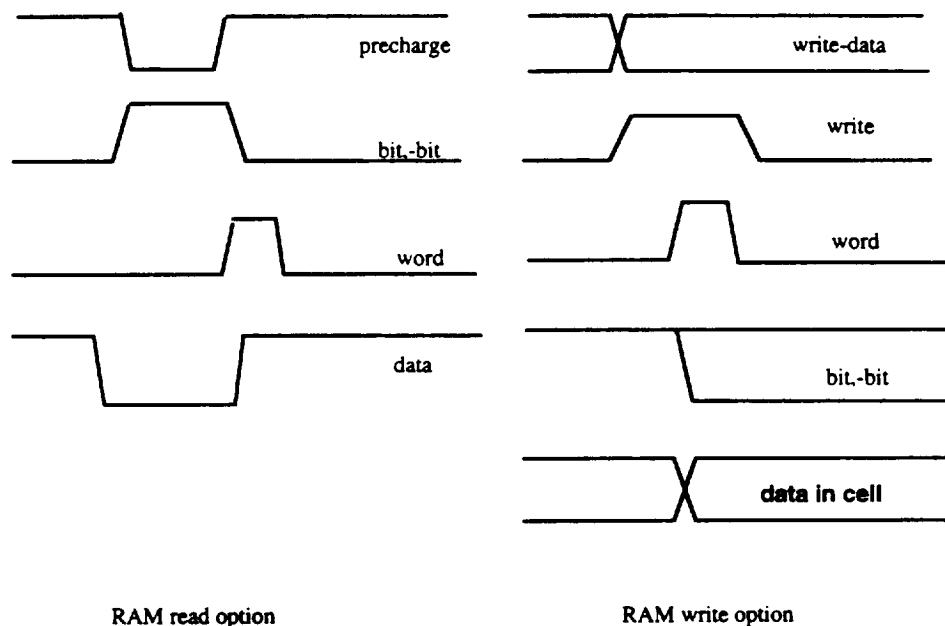 precharge
bit,-bit
word
data
RAM read option
write-data
write
word
bit,-bit
data in cell
RAM write option